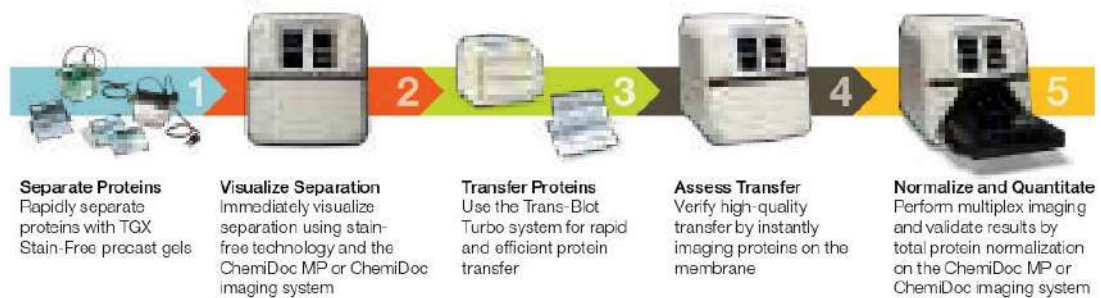 1
2
3
4
5
Separate Proteins
Rapidly separate
proteins with TGX
Stain-Free precast gels
Visualize Separation
Immediately visualize
separation using stain-
free technology and the
ChemiDoc MP or ChemiDoc
imaging system
Transfer Proteins
Use the Trans-Blot
Turbo system for rapid
and efficient protein
transfer
Assess Transfer
Verify high-quality
transfer by instantly
imaging proteins on the
membrane
Normalize and Quantitate
Perform multiplex imaging
and validate results by
total protein normalization
on the ChemiDoc MP or
ChemiDoc imaging system